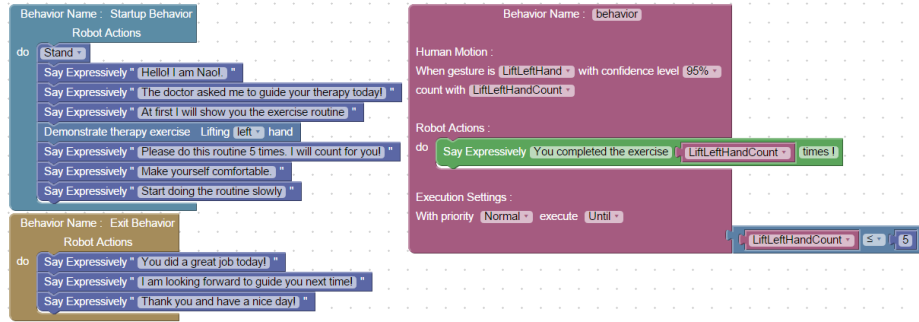 Behavior Name : Startup Behavior
Robot Actions
do Stand
Say Expressively " Hello! I am Nao!. "
Say Expressively " The doctor asked me to guide your therapy today! "
Say Expressively " At first I will show you the exercise routine "
Demonstrate therapy exercise Lifting left hand
Say Expressively " Please do this routine 5 times. I will count for you! "
Say Expressively " Make yourself comfortable. "
Say Expressively " Start doing the routine slowly "
Behavior Name : Exit Behavior
Robot Actions
do Say Expressively " You did a great job today! "
Say Expressively " I am looking forward to guide you next time! "
Say Expressively " Thank you and have a nice day! "
Behavior Name : behavior
Human Motion :
When gesture is LiftLeftHand with confidence level 95%
count with LiftLeftHandCount
Robot Actions :
do Say Expressively You completed the exercise LiftLeftHandCount times !
Execution Settings :
With priority Normal execute Until
LiftLeftHandCount ≤ 5